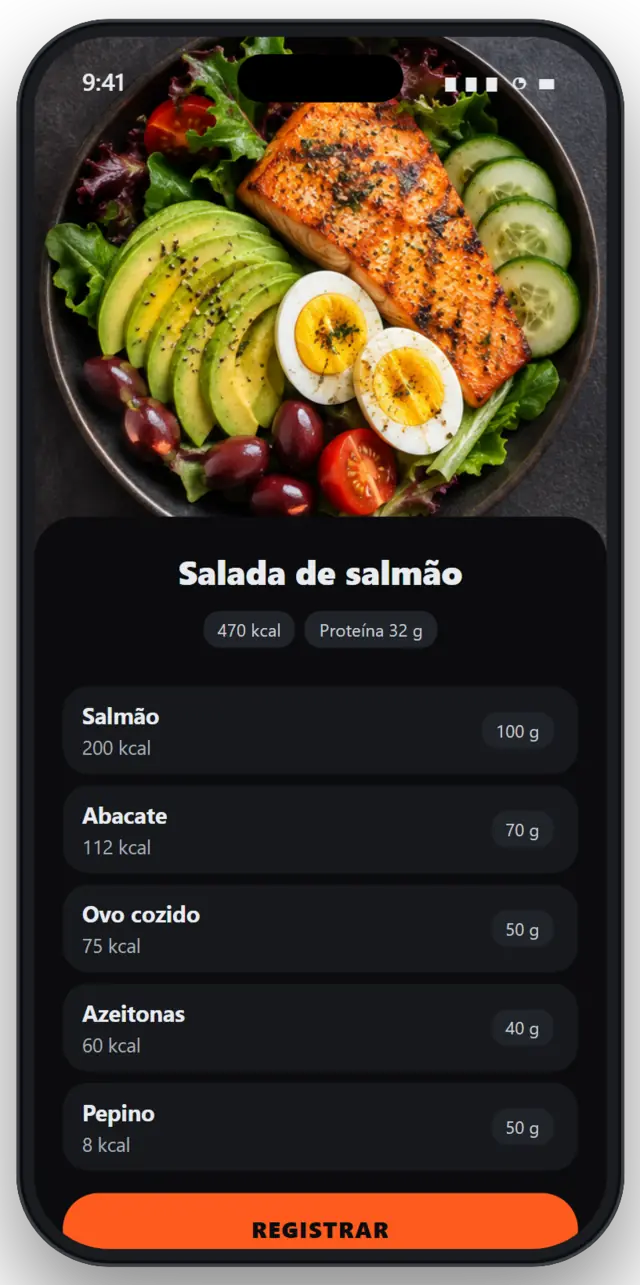 9:41
Salada de salmão
470 kcal
Proteína 32 g
Salmão
200 kcal
100 g
Abacate
112 kcal
70 g
Ovo cozido
75 kcal
50 g
Azeitonas
60 kcal
40 g
Pepino
8 kcal
50 g
REGISTRAR